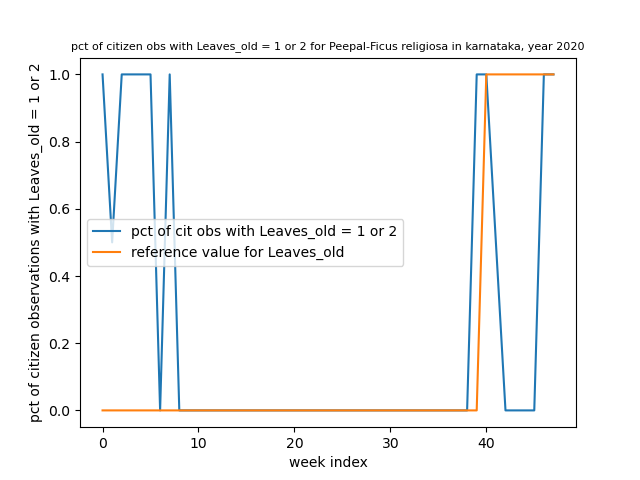 pct of citizen obs with Leaves_old = 1 or 2 for Peepal-Ficus religiosa in karnataka, year 2020
pct of citizen observations with Leaves_old = 1 or 2
1.0
0.8
0.6
0.4
0.2
0.0
pct of cit obs with Leaves_old = 1 or 2
reference value for Leaves_old
0 10 20 30 40
week index